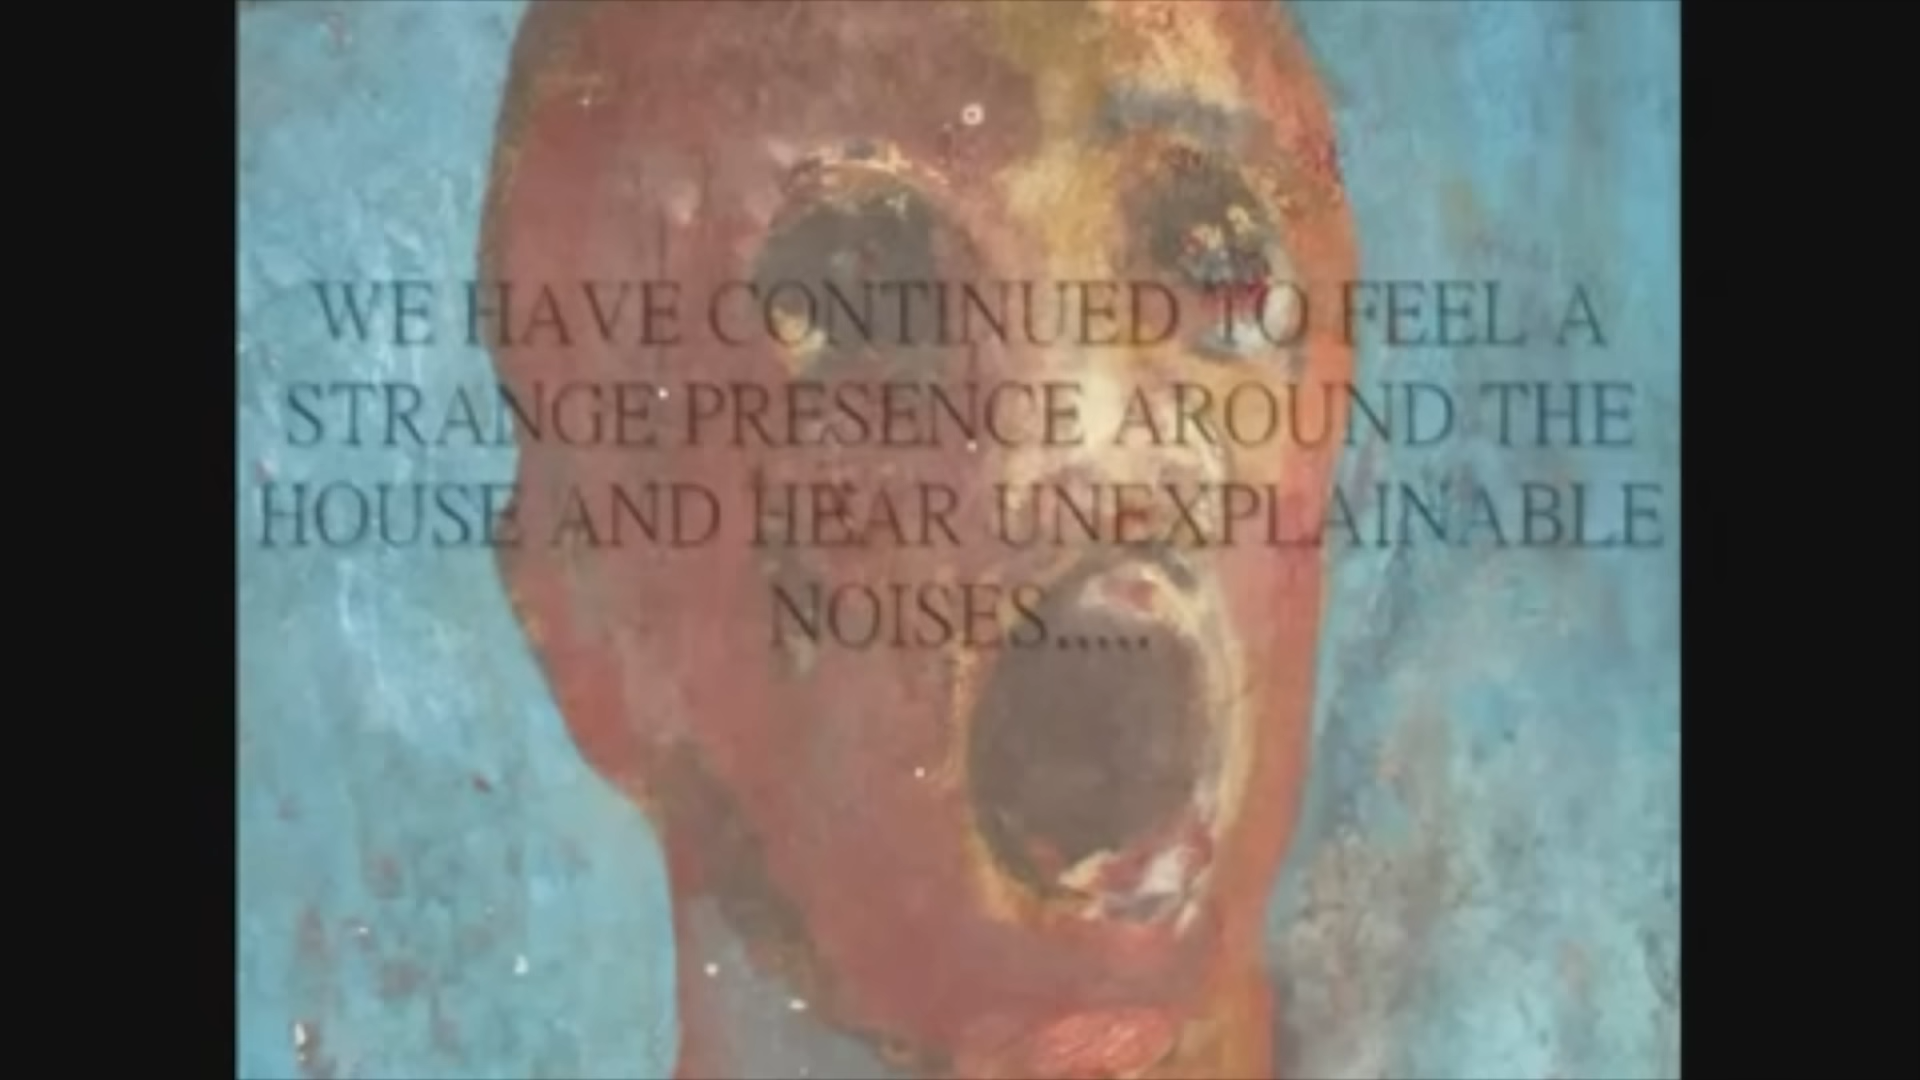 WE HAVE CONTINUED TO FEEL A
STRANGE PRESENCE AROUND THE
HOUSE AND HEAR UNEXPLAINABLE
NOISES.....